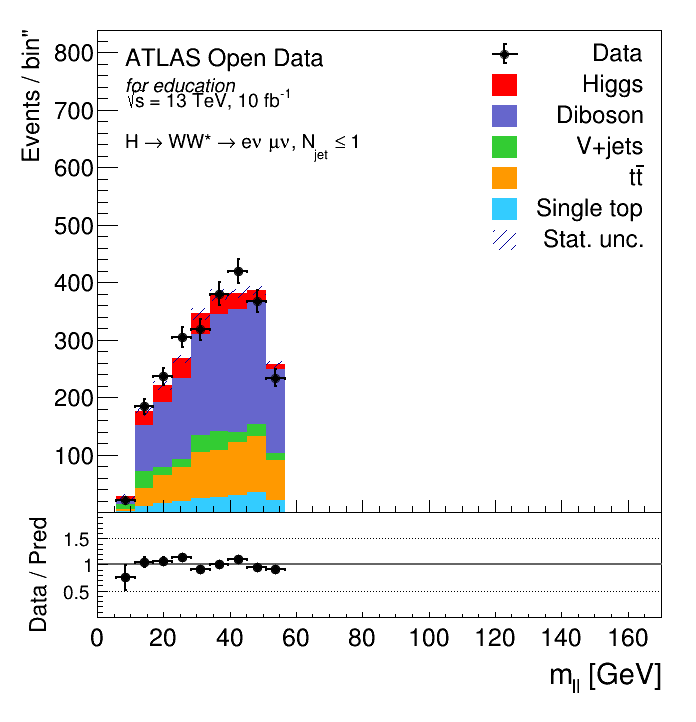 Events / bin"
800
700
600
500
400
300
200
100
ATLAS Open Data
for education
√s = 13 TeV, 10 fb-1
H → WW* → eν μν, Njet ≤ 1
Data
Higgs
Diboson
V+jets
tt̄
Single top
Stat. unc.
Data / Pred
1.5
1
0.5
0 20 40 60 80 100 120 140 160
mll [GeV]